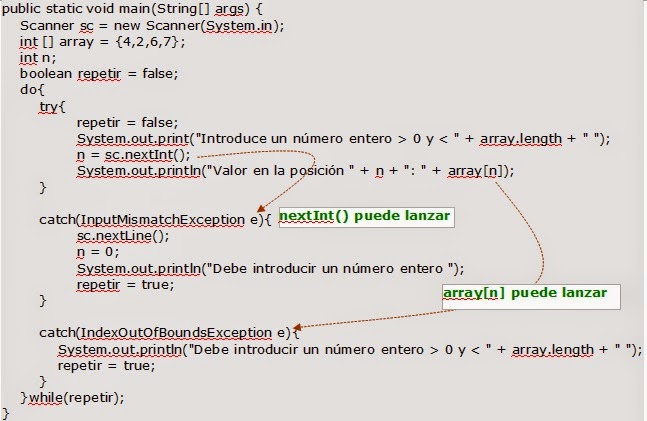 public static void main(String[] args) {
Scanner sc = new Scanner(System.in);
int [] array = {4,2,6,7};
int n;
boolean repetir = false;
do{
try{
repetir = false;
System.out.print("Introduce un número entero > 0 y < " + array.length + " ");
n = sc.nextInt();
System.out.println("Valor en la posición " + n + ": " + array[n]);
}
catch(InputMismatchException e){ nextInt() puede lanzar
sc.nextLine();
n = 0;
System.out.println("Debe introducir un número entero ");
repetir = true;
array[n] puede lanzar
}
catch(IndexOutOfBoundsException e){
System.out.println("Debe introducir un número entero > 0 y < " + array.length + " ");
repetir = true;
}
}while(repetir);
}